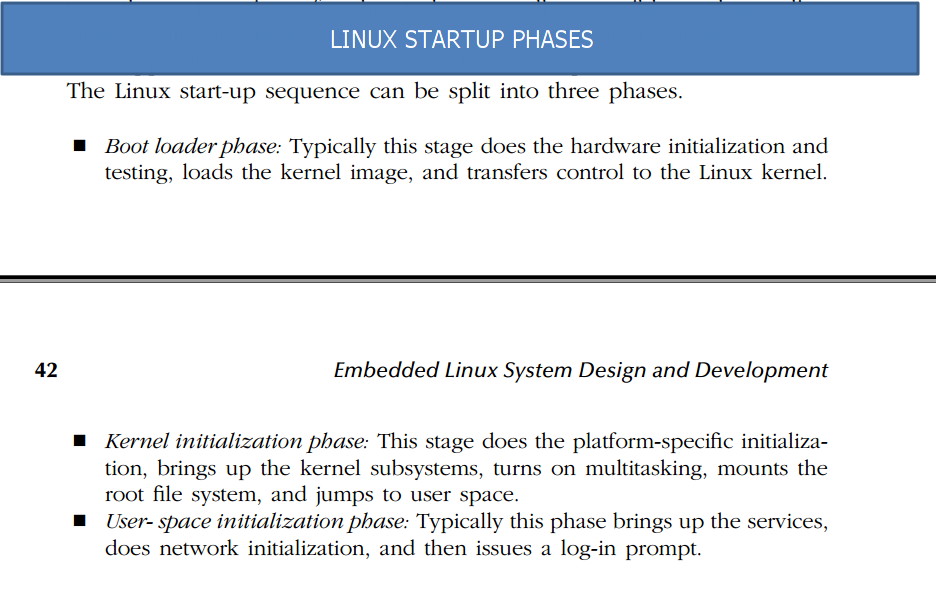 LINUX STARTUP PHASES
The Linux start-up sequence can be split into three phases.
■ Boot loader phase: Typically this stage does the hardware initialization and
testing, loads the kernel image, and transfers control to the Linux kernel.
42 Embedded Linux System Design and Development
■ Kernel initialization phase: This stage does the platform-specific initializa-
tion, brings up the kernel subsystems, turns on multitasking, mounts the
root file system, and jumps to user space.
■ User- space initialization phase: Typically this phase brings up the services,
does network initialization, and then issues a log-in prompt.